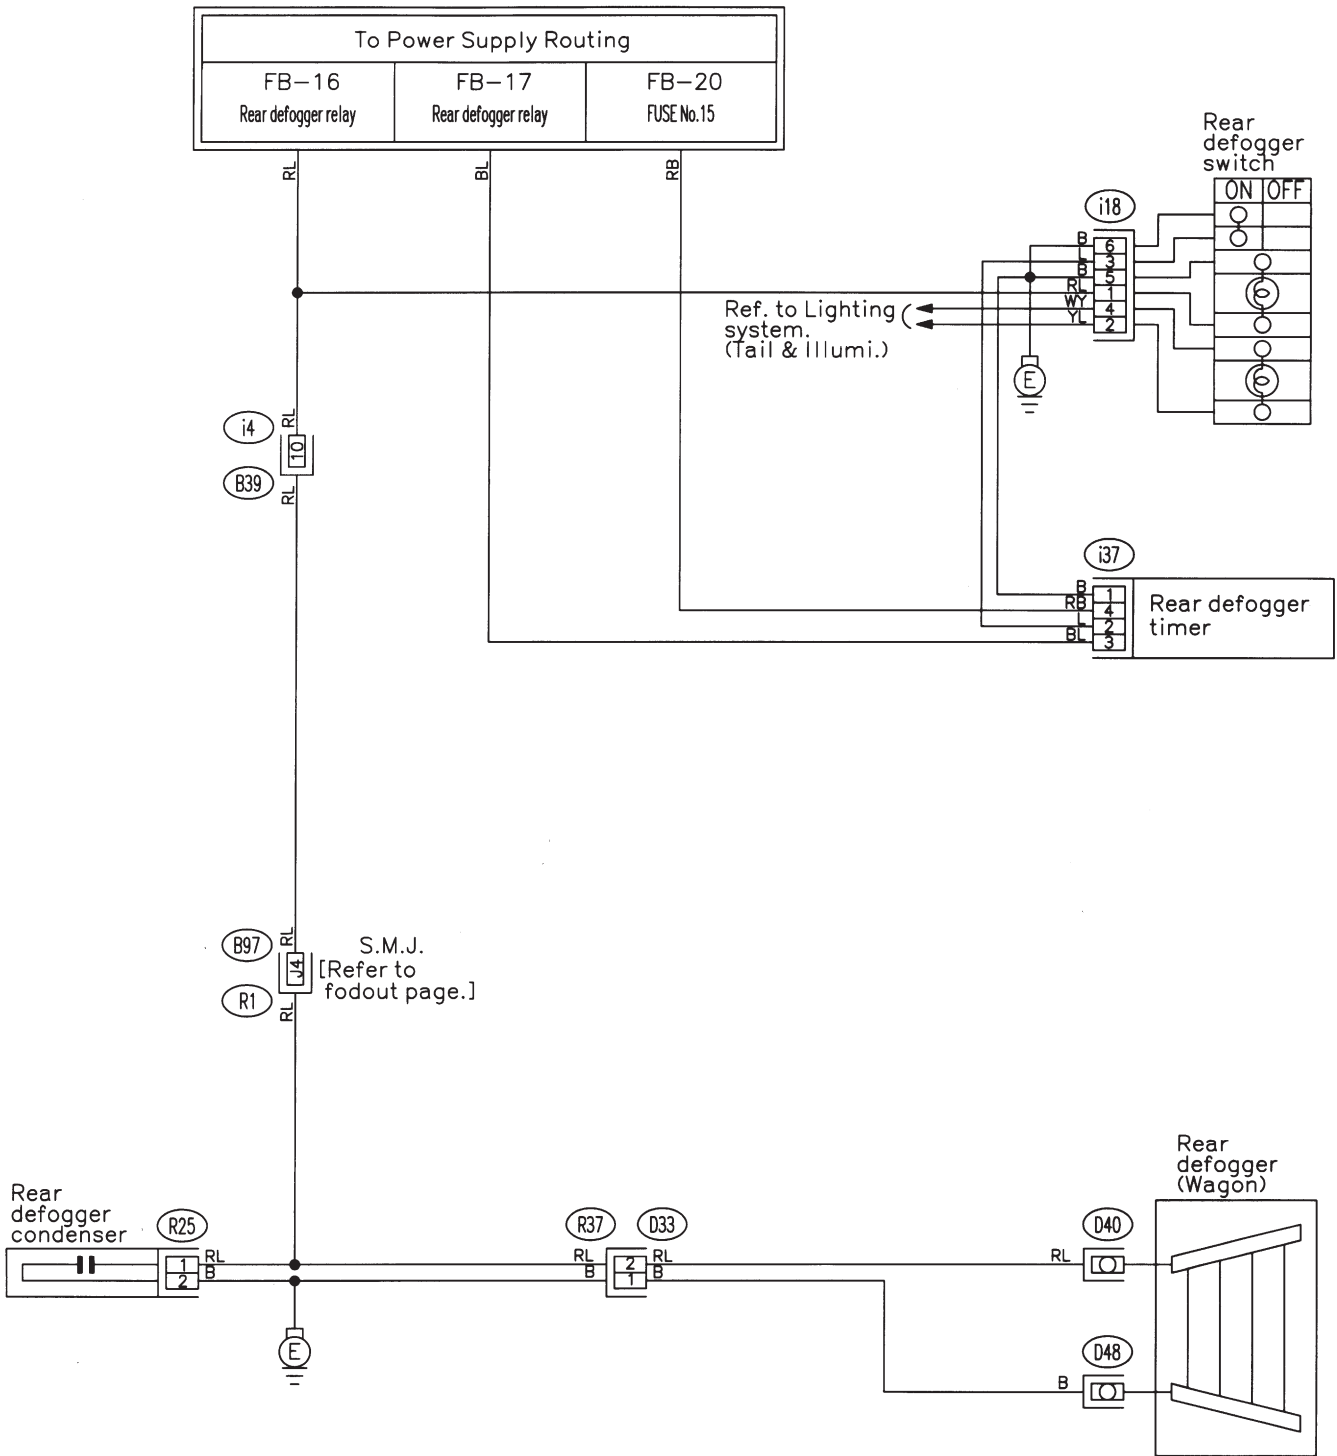 To Power Supply Routing
FB-16
Rear defogger relay
FB-17
Rear defogger relay
FB-20
FUSE No.15
RL
BL
RB
Rear
defogger
switch
ON OFF
i18
B 6
L 3
B 5
RL 1
WY 4
YL 2
Ref. to Lighting
system.
(Tail & Illumi.)
E
i4
RL
10
B39
RL
i37
B 1
RB 4
L 2
BL 3
Rear defogger
timer
B97
RL
J4
R1
RL
S.M.J.
[Refer to
fodout page.]
Rear
defogger
condenser
R25
1 RL
2 B
E
R37
D33
RL 2 RL
B 1 B
D40
RL
D48
B
Rear
defogger
(Wagon)